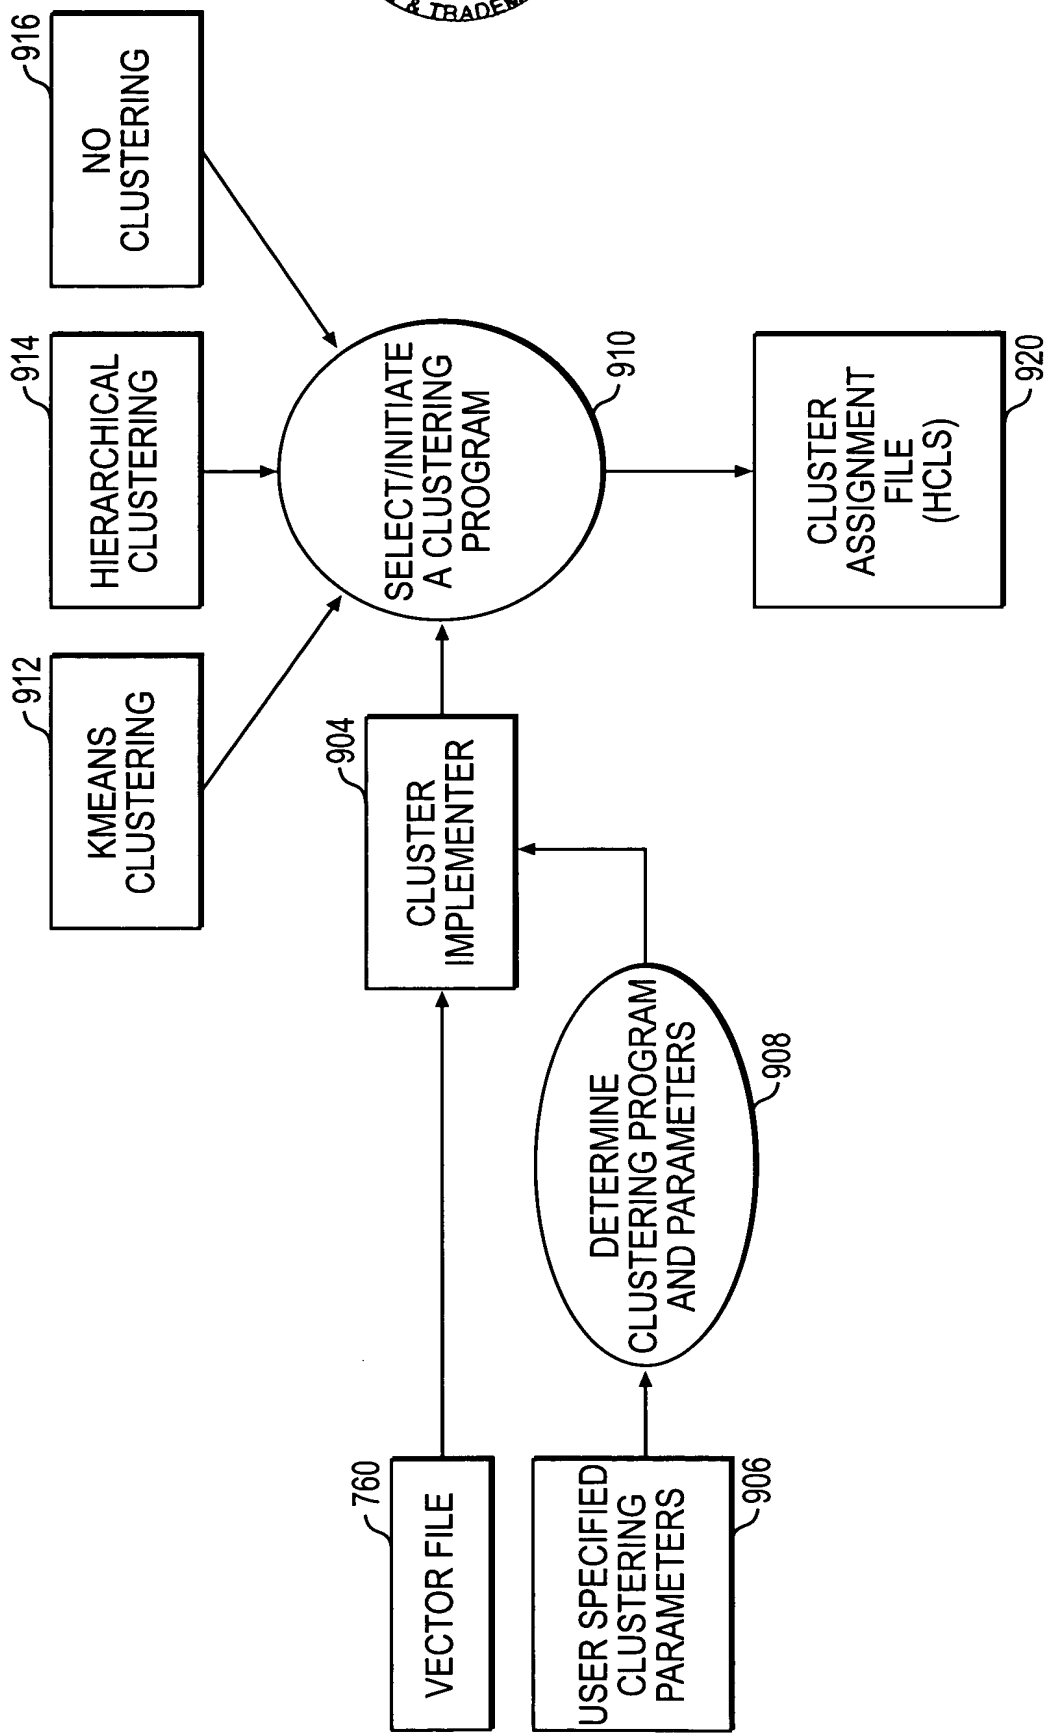 & TRADEM
916
NO
CLUSTERING
914
HIERARCHICAL
CLUSTERING
912
KMEANS
CLUSTERING
SELECT/INITIATE
A CLUSTERING
PROGRAM
910
904
CLUSTER
IMPLEMENTER
CLUSTER
ASSIGNMENT
FILE
(HCLS)
920
DETERMINE
CLUSTERING PROGRAM
AND PARAMETERS
908
760
VECTOR FILE
USER SPECIFIED
CLUSTERING
PARAMETERS
906